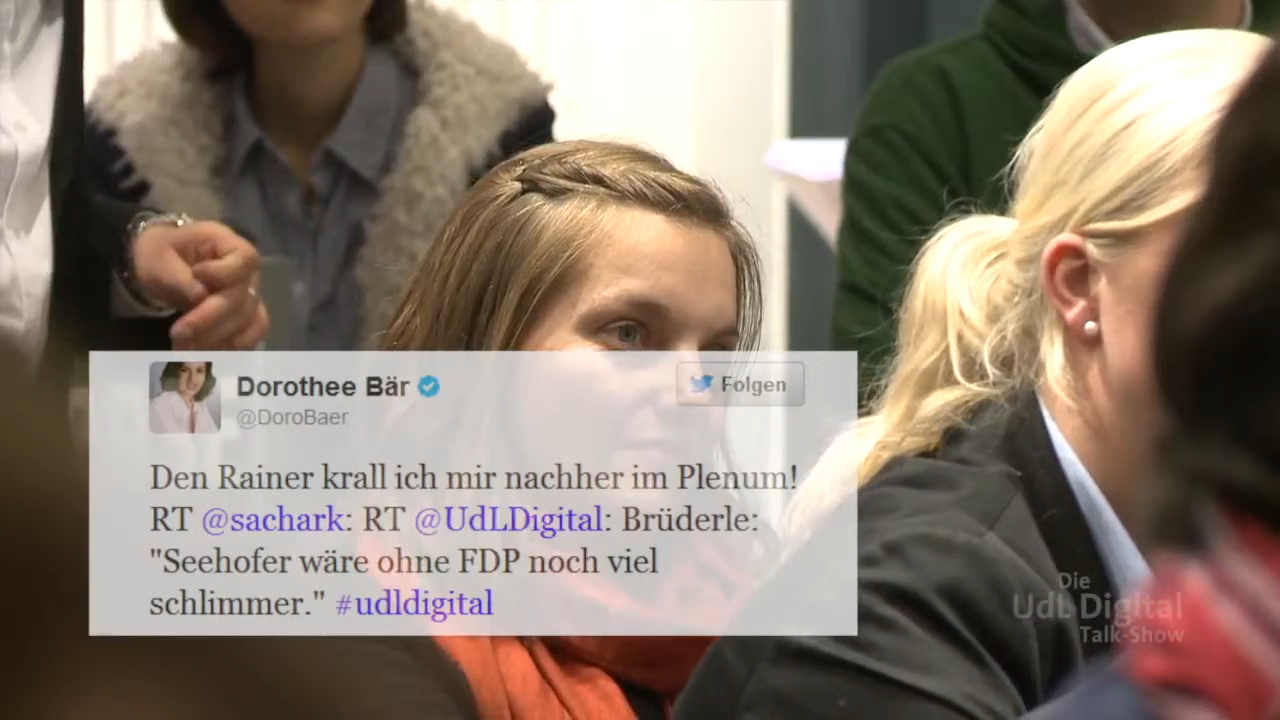 Dorothee Bär
@DoroBaer
Folgen
Den Rainer krall ich mir nachher im Plenum!
RT @sachark: RT @UdLDigital: Brüderle:
"Seehofer wäre ohne FDP noch viel
schlimmer." #udldigital
Die
UdL Digital
Talk-Show